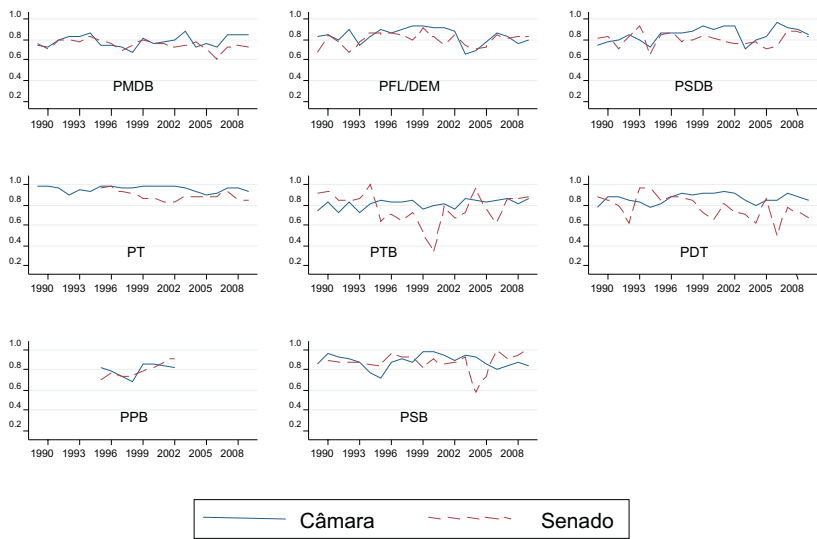 1.0 1.0 1.0
0.8 0.8 0.8
0.6 0.6 0.6
0.4 0.4 0.4
0.2 0.2 0.2
PMDB PFL/DEM PSDB
1990 1993 1996 1999 2002 2005 2008 1990 1993 1996 1999 2002 2005 2008 1990 1993 1996 1999 2002 2005 2008
1.0 1.0 1.0
0.8 0.8 0.8
0.6 0.6 0.6
0.4 0.4 0.4
0.2 0.2 0.2
PT PTB PDT
1990 1993 1996 1999 2002 2005 2008 1990 1993 1996 1999 2002 2005 2008 1990 1993 1996 1999 2002 2005 2008
1.0 1.0
0.8 0.8
0.6 0.6
0.4 0.4
0.2 0.2
PPB PSB
1990 1993 1996 1999 2002 2005 2008 1990 1993 1996 1999 2002 2005 2008
Câmara Senado